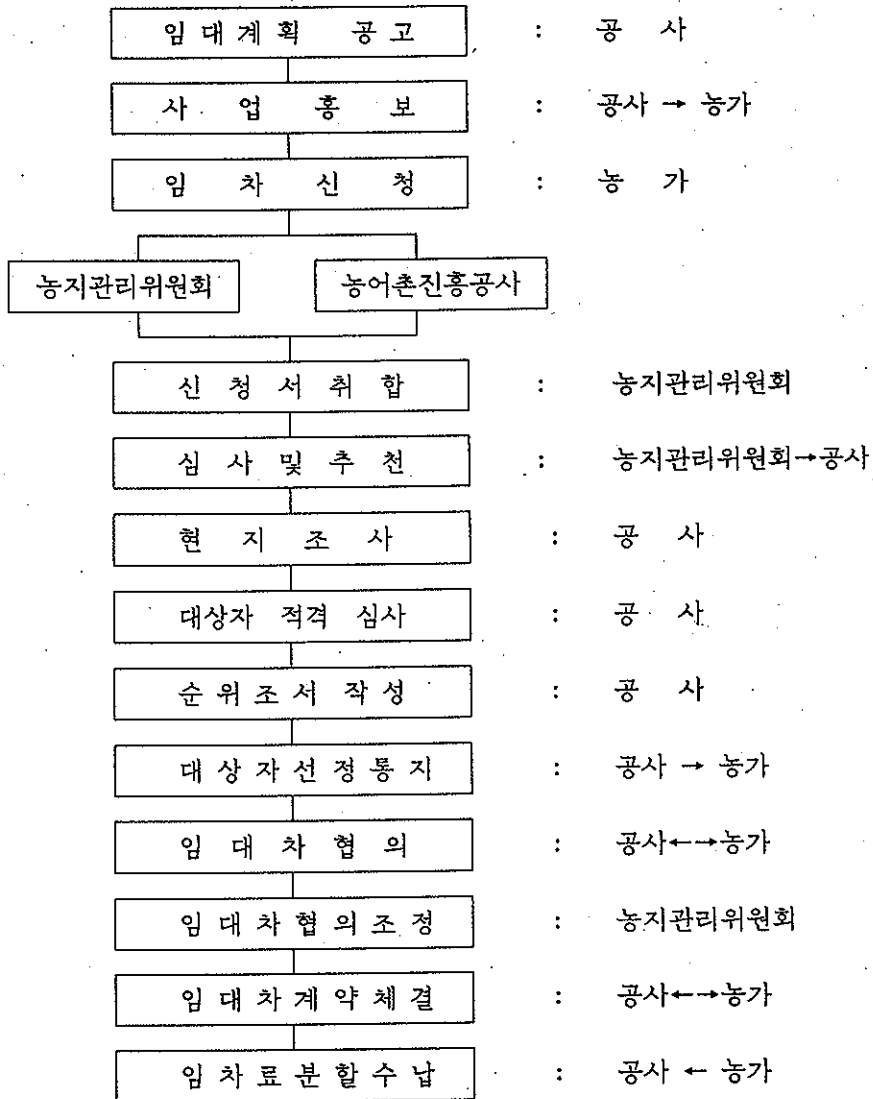 임대계획 공고 : 공 사
사 업 홍 보 : 공사 → 농가
임 차 신 청 : 농 가
농지관리위원회 농어촌진흥공사
신 청 서 취 합 : 농지관리위원회
심 사 및 추 천 : 농지관리위원회→공사
현 지 조 사 : 공 사
대상자 적격 심사 : 공 사
순 위 조 서 작 성 : 공 사
대 상 자 선 정 통 지 : 공사 → 농가
임 대 차 협 의 : 공사←→농가
임 대 차 협 의 조 정 : 농지관리위원회
임 대 차 계 약 체 결 : 공사←→농가
임 차 료 분 할 수 납 : 공사 ← 농가